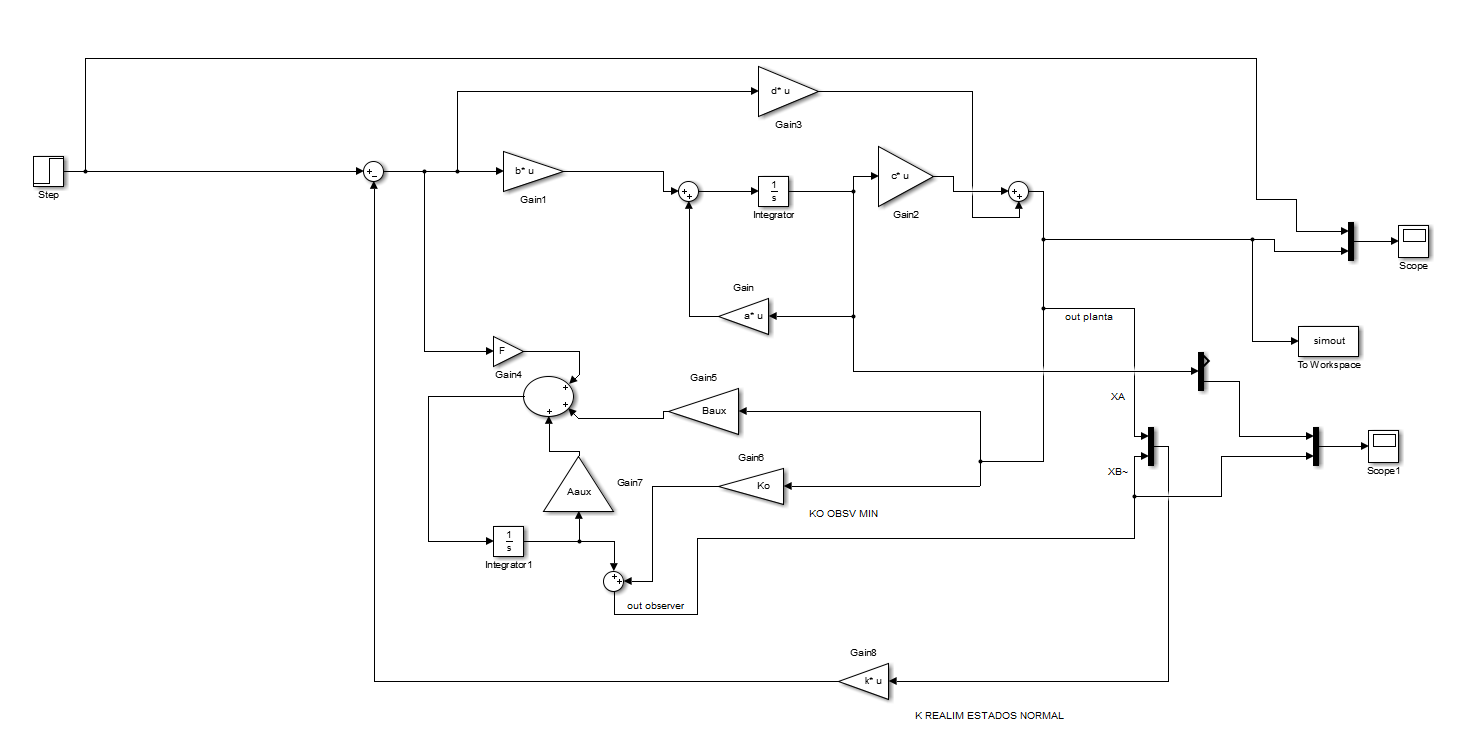 d* u
Gain3
Step
+
−
b* u
Gain1
+
+
1
s
Integrator
c* u
Gain2
+
+
Scope
Gain
a* u
out planta
simout
To Workspace
F
Gain4
+
+
+
Gain5
Baux
XA
Gain6
Ko
XB~
Scope1
KO OBSV MIN
Aaux
Gain7
1
s
Integrator1
+
+
out observer
Gain8
k* u
K REALIM ESTADOS NORMAL